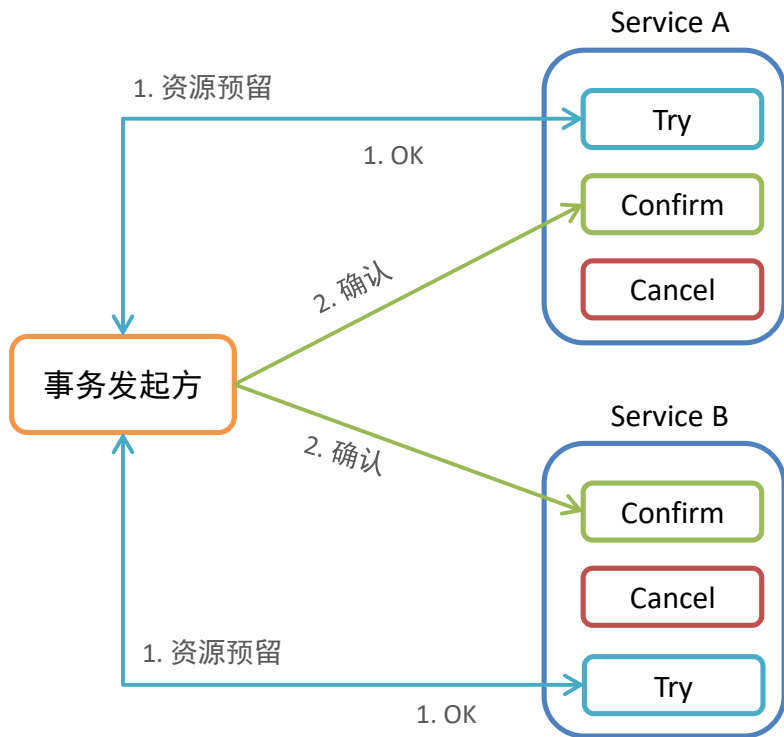 Service A
1. 资源预留
Try
1. OK
Confirm
2. 确认
Cancel
事务发起方
Service B
2. 确认
Confirm
Cancel
1. 资源预留
Try
1. OK